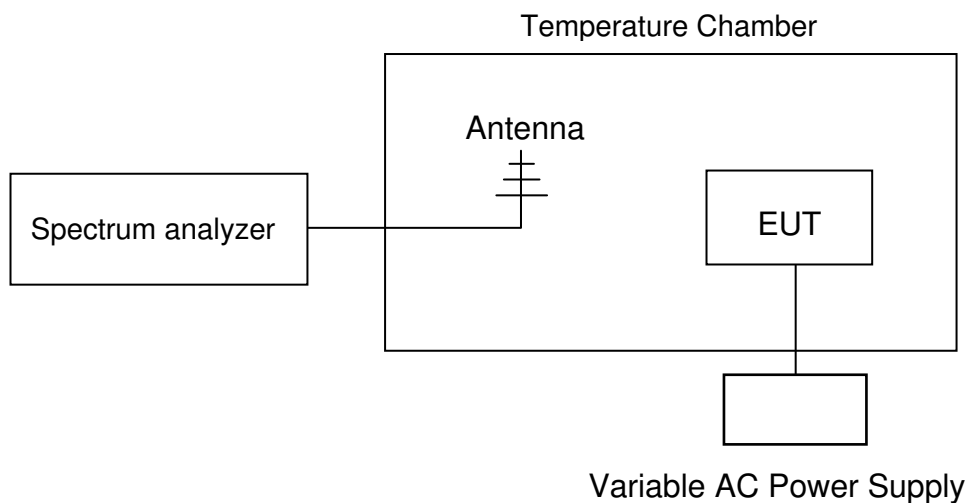 Temperature Chamber
Antenna
Spectrum analyzer
EUT
Variable AC Power Supply